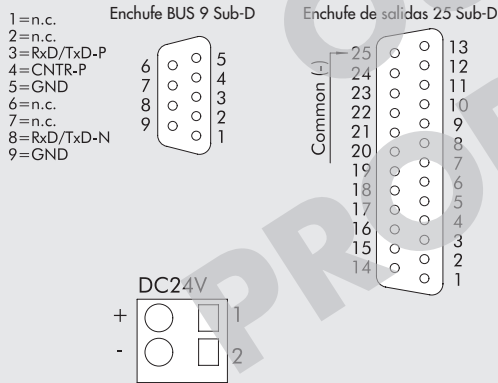 1=n.c.
2=n.c.
3=RxD/TxD-P
4=CNTR-P
5=GND
6=n.c.
7=n.c.
8=RxD/TxD-N
9=GND
Enchufe BUS 9 Sub-D
6
7
8
9
5
4
3
2
1
Enchufe de salidas 25 Sub-D
Common (-)
25
24
23
22
21
20
19
18
17
16
15
14
13
12
11
10
9
8
7
6
5
4
3
2
1
DC24V
+ 1
- 2